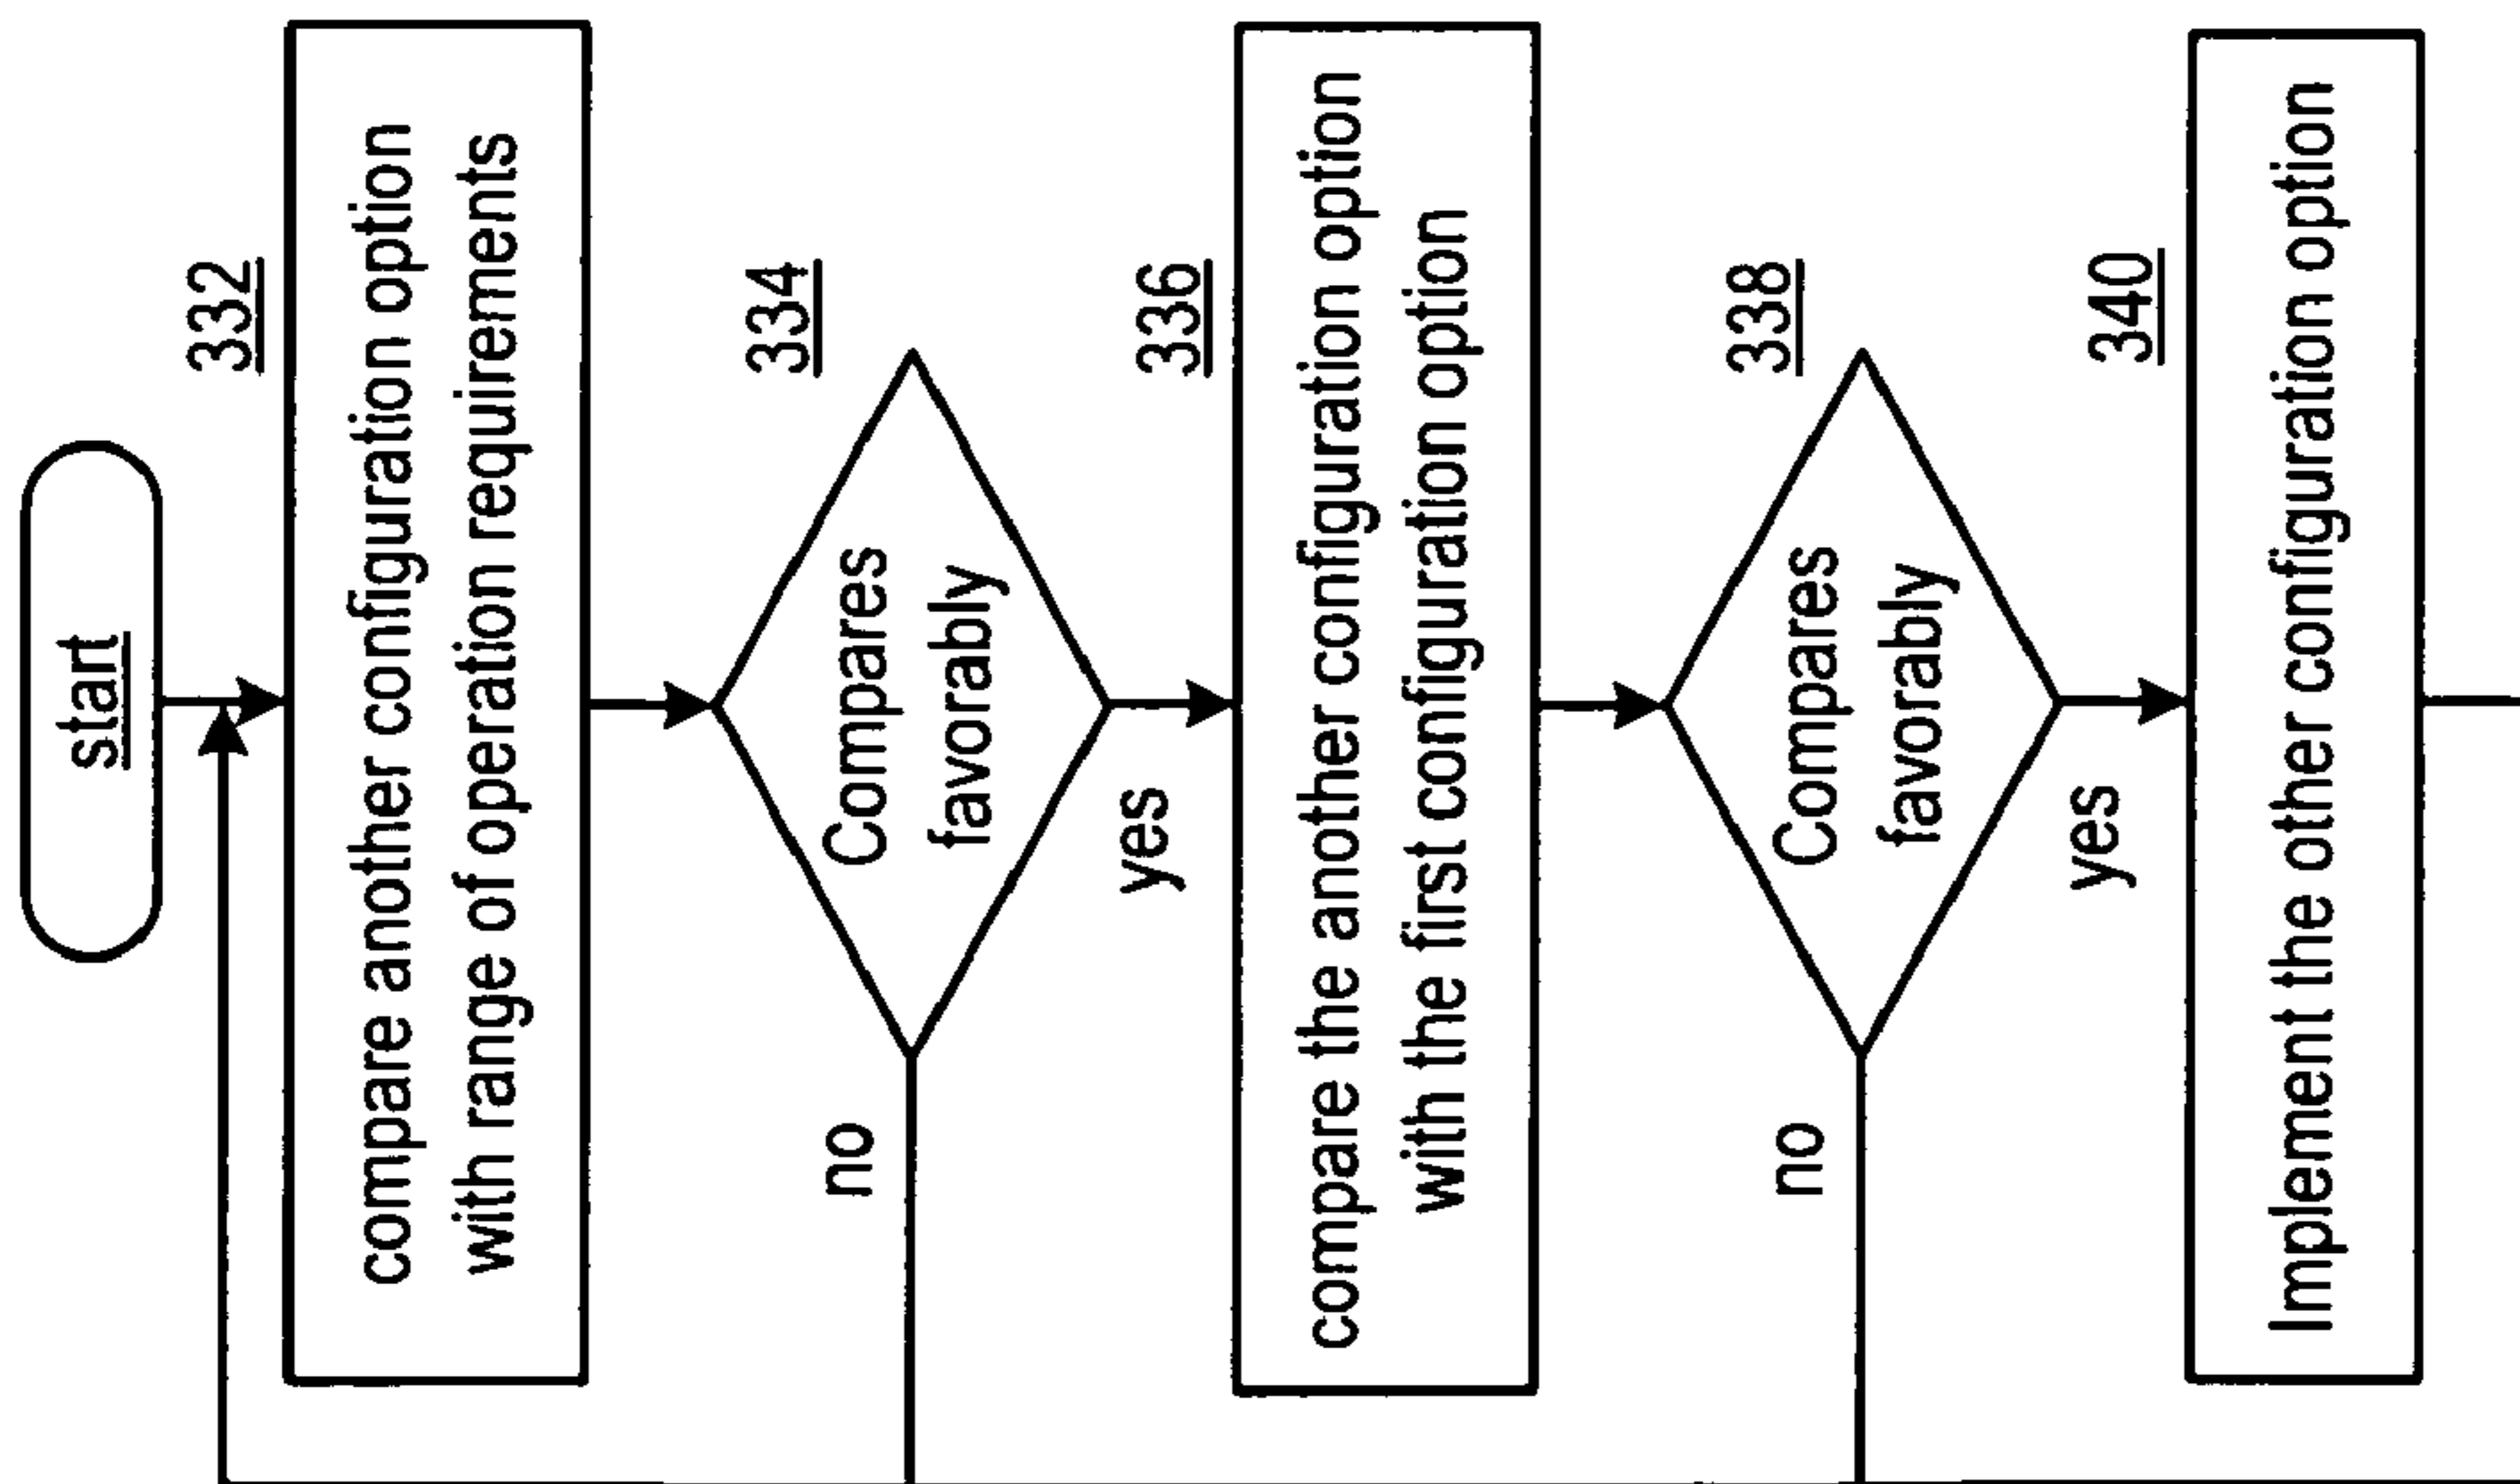 start
332
compare another configuration option
with range of operation requirements
334
Compares
favorably
no
yes
336
compare the another configuration option
with the first configuration option
338
Compares
favorably
no
yes
340
Implement the other configuration option